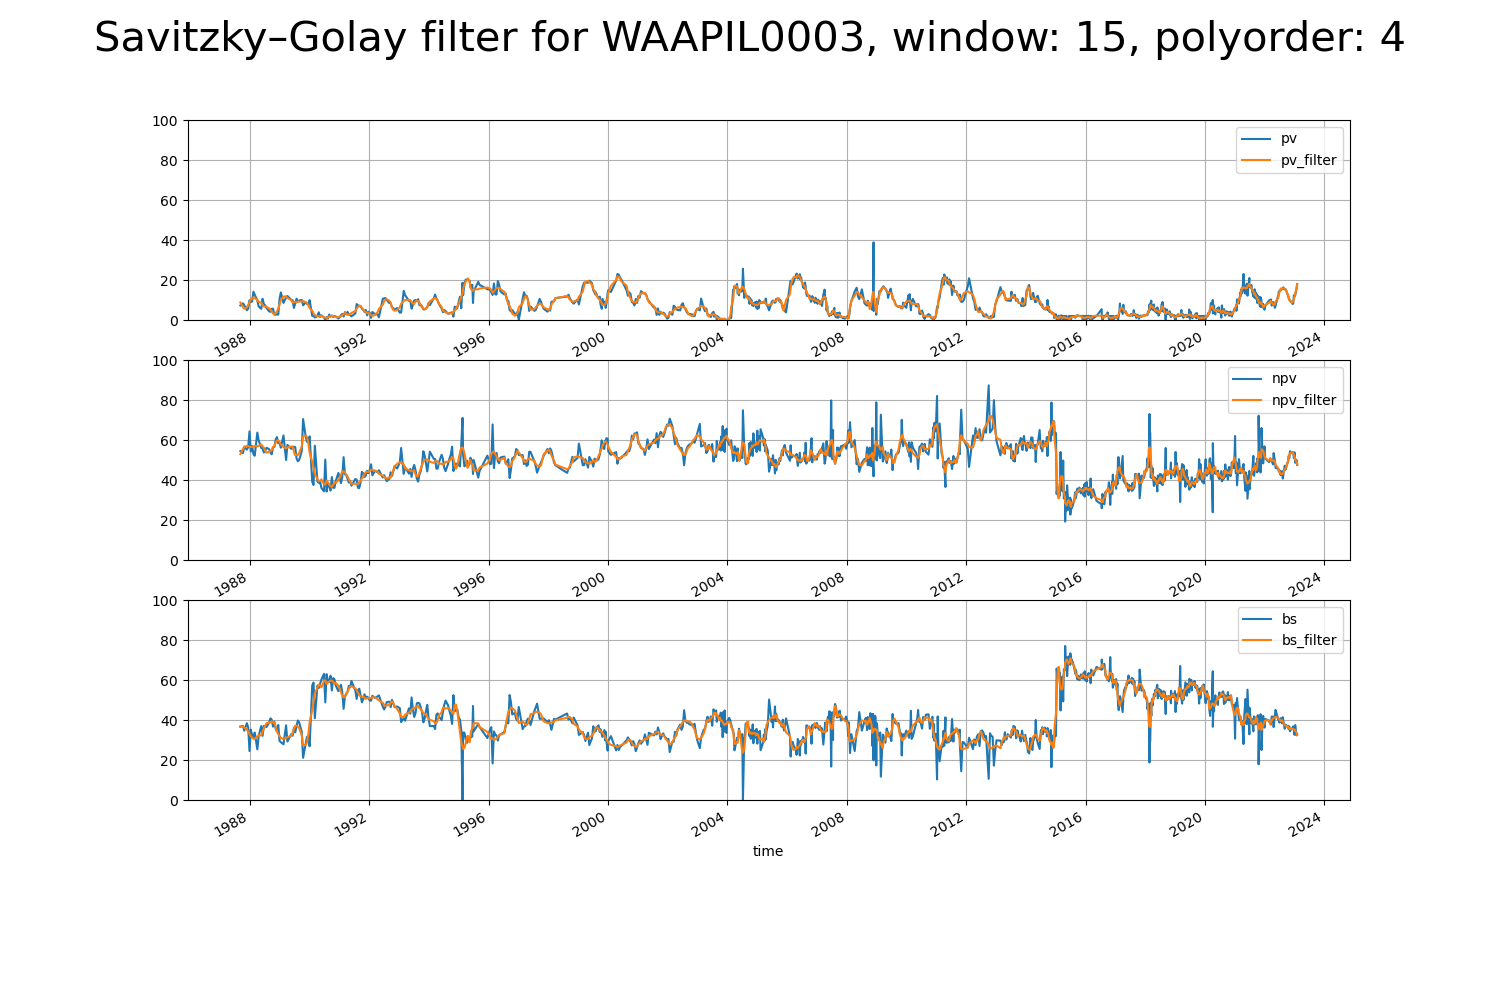 Savitzky–Golay filter for WAAPIL0003, window: 15, polyorder: 4
100
80
60
40
20
0
pv
pv_filter
1988 1992 1996 2000 2004 2008 2012 2016 2020 2024
100
80
60
40
20
0
npv
npv_filter
1988 1992 1996 2000 2004 2008 2012 2016 2020 2024
100
80
60
40
20
0
bs
bs_filter
1988 1992 1996 2000 2004 2008 2012 2016 2020 2024
time